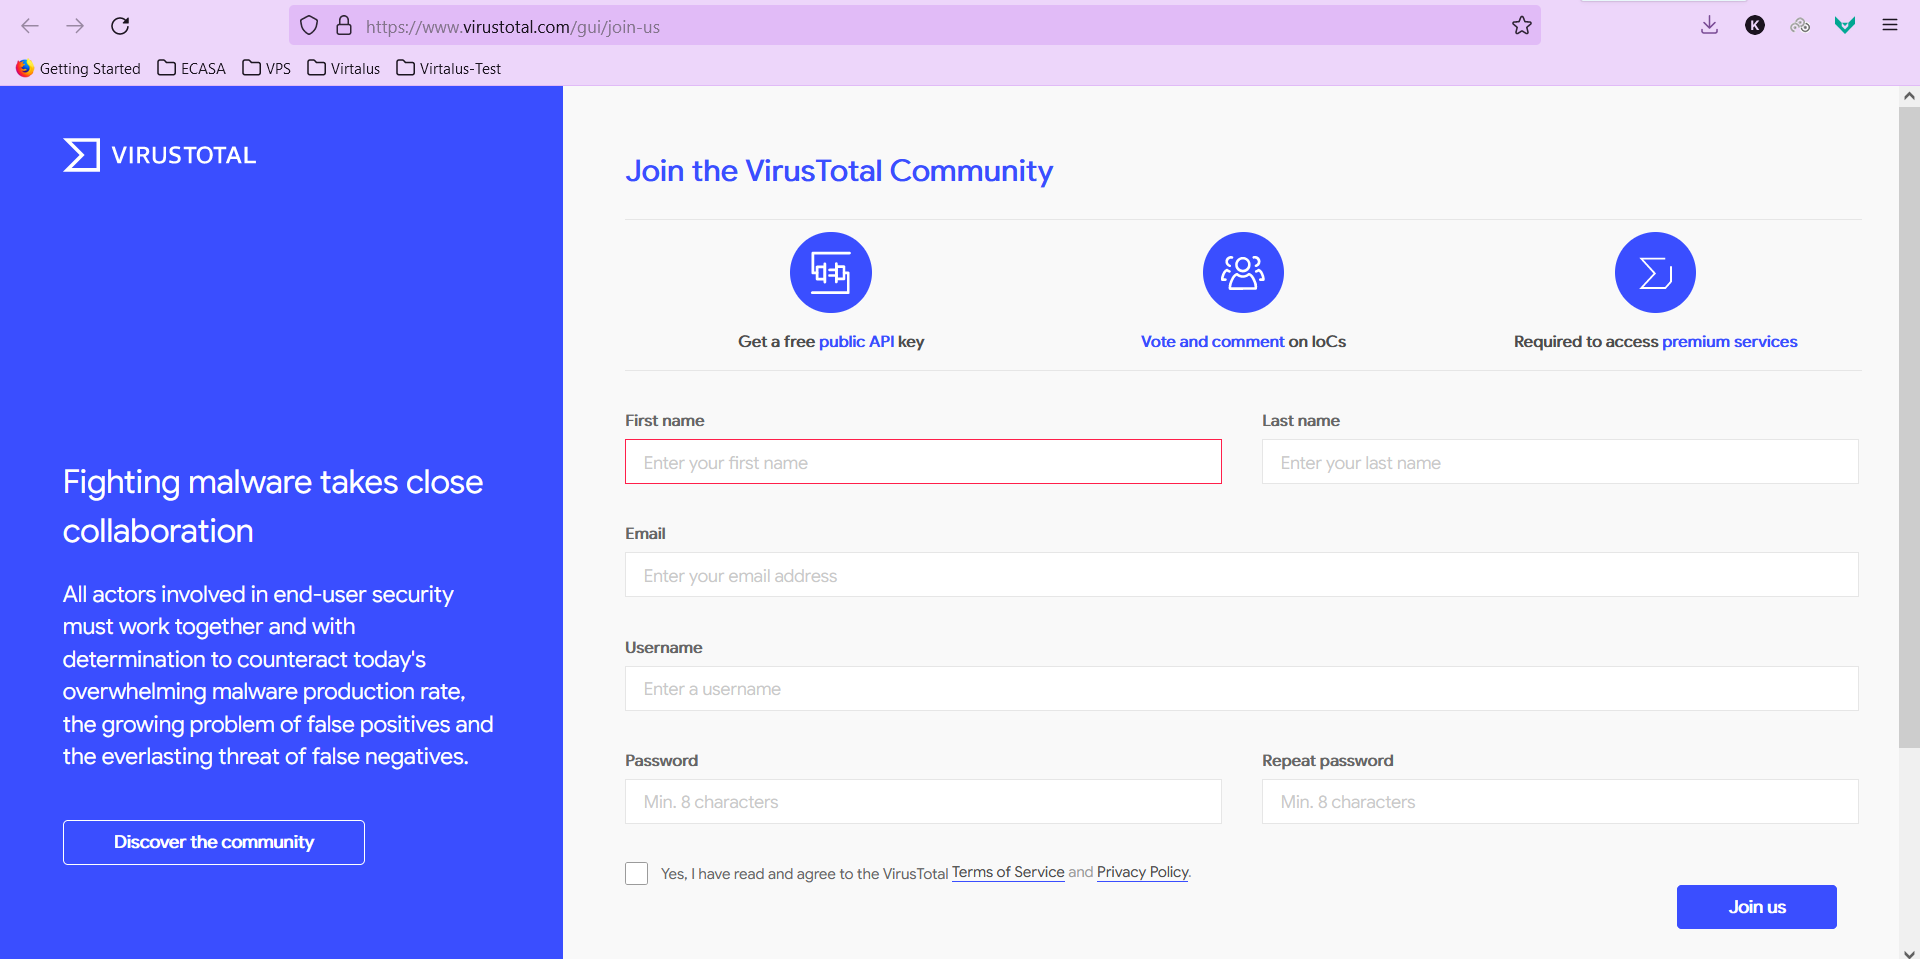 https://www.virustotal.com/gui/join-us
K
Getting Started ECASA VPS Virtalus Virtalus-Test
VIRUSTOTAL
Fighting malware takes close
collaboration
All actors involved in end-user security
must work together and with
determination to counteract today's
overwhelming malware production rate,
the growing problem of false positives and
the everlasting threat of false negatives.
Discover the community
Join the VirusTotal Community
Get a free public API key
Vote and comment on IoCs
Required to access premium services
First name
Enter your first name
Last name
Enter your last name
Email
Enter your email address
Username
Enter a username
Password
Min. 8 characters
Repeat password
Min. 8 characters
Yes, I have read and agree to the VirusTotal Terms of Service and Privacy Policy.
Join us